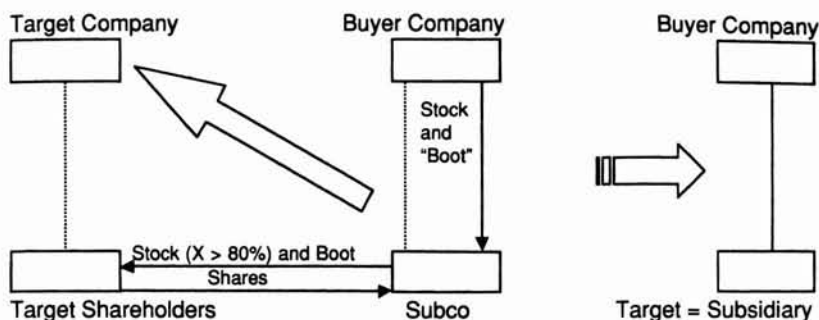 Target Company
Buyer Company
Buyer Company
Stock
and
"Boot"
Stock (X > 80%) and Boot
Shares
Target Shareholders
Subco
Target = Subsidiary